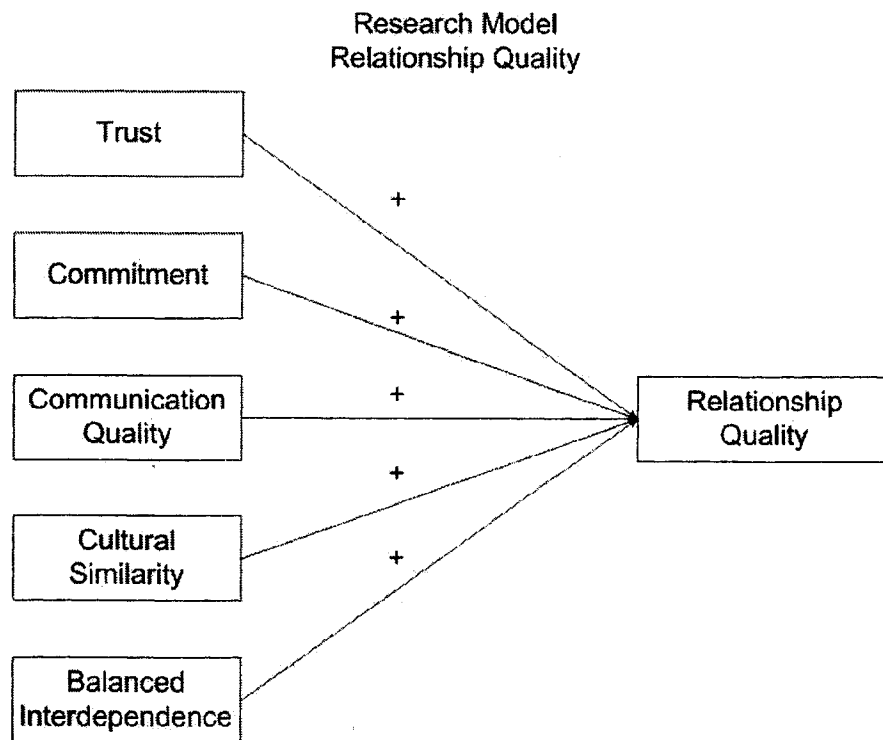 Research Model
Relationship Quality
Trust
+
Commitment
+
Communication
Quality
+
Relationship
Quality
+
Cultural
Similarity
+
Balanced
Interdependence